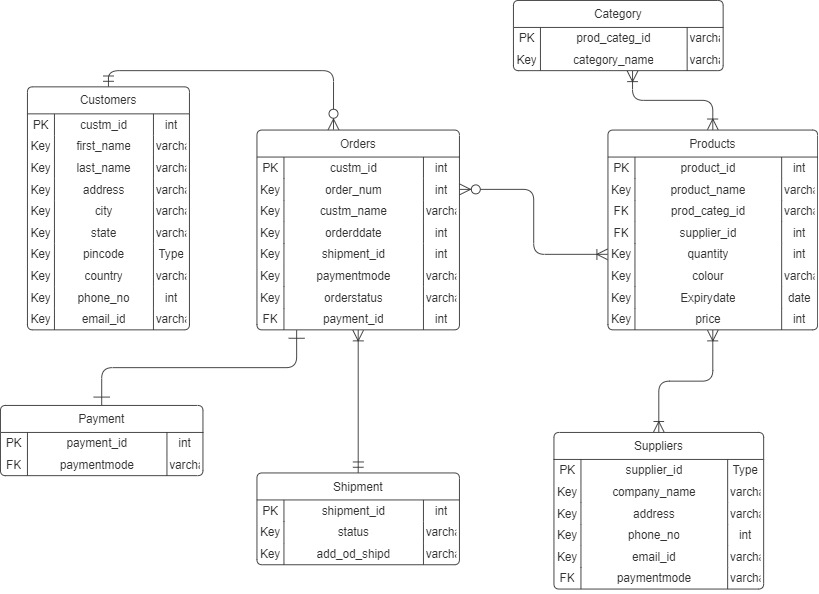 Category
PK prod_categ_id varcha
Key category_name varcha
Customers
PK custm_id int
Key first_name varcha
Key last_name varcha
Key address varcha
Key city varcha
Key state varcha
Key pincode Type
Key country varcha
Key phone_no int
Key email_id varcha
Orders
PK custm_id int
Key order_num int
Key custm_name varcha
Key orderddate int
Key shipment_id int
Key paymentmode varcha
Key orderstatus varcha
FK payment_id int
Products
PK product_id int
Key product_name varcha
FK prod_categ_id varcha
FK supplier_id int
Key quantity int
Key colour varcha
Key Expirydate date
Key price int
Payment
PK payment_id int
FK paymentmode varcha
Shipment
PK shipment_id int
Key status varcha
Key add_od_shipd varcha
Suppliers
PK supplier_id Type
Key company_name varcha
Key address varcha
Key phone_no int
Key email_id varcha
FK paymentmode varcha